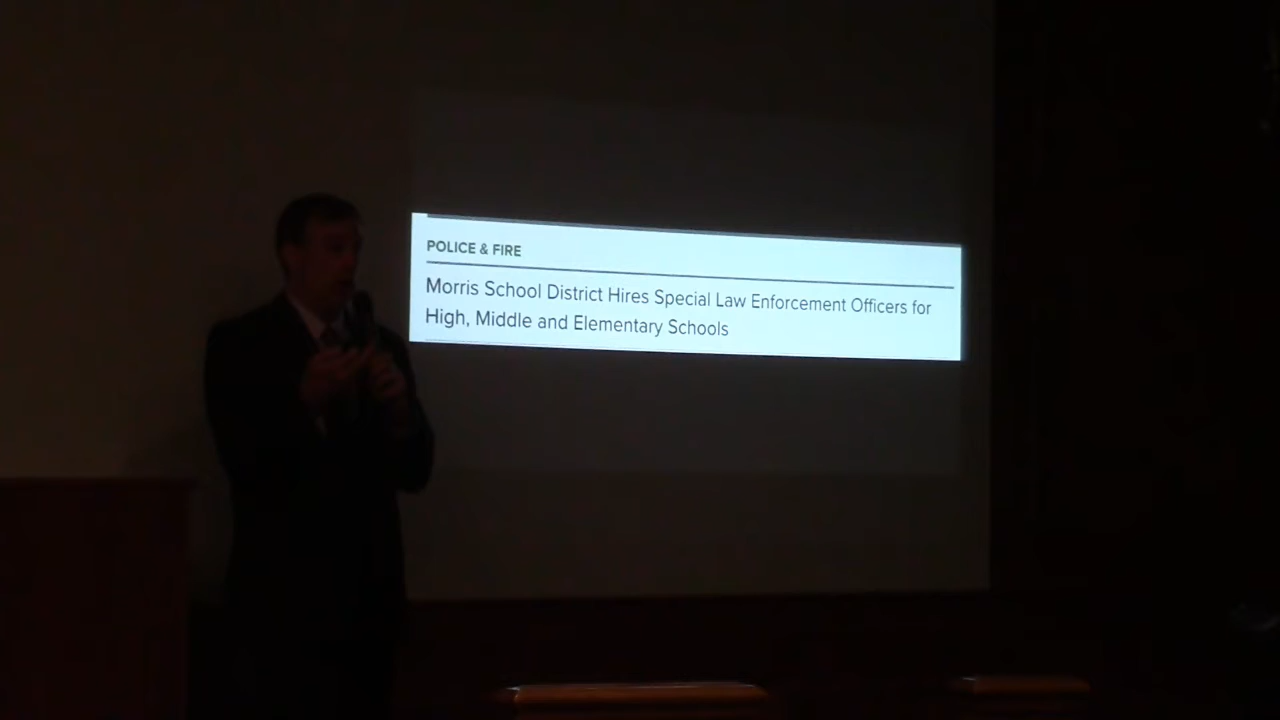 POLICE & FIRE
Morris School District Hires Special Law Enforcement Officers for
High, Middle and Elementary Schools